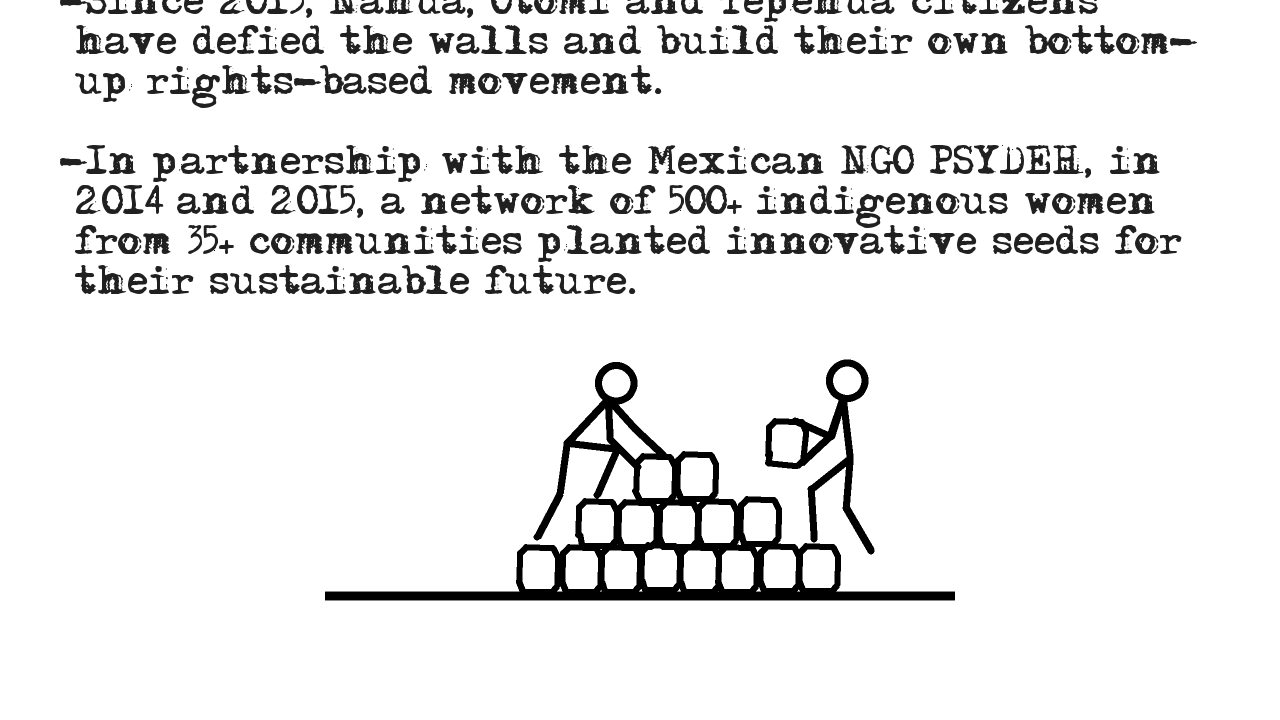 -Since 2013, Nahñúa, Otomí and Tepehua citizens
have defied the walls and build their own bottom-
up rights-based movement.
-In partnership with the Mexican NGO PSYDEH, in
2014 and 2015, a network of 500+ indigenous women
from 35+ communities planted innovative seeds for
their sustainable future.